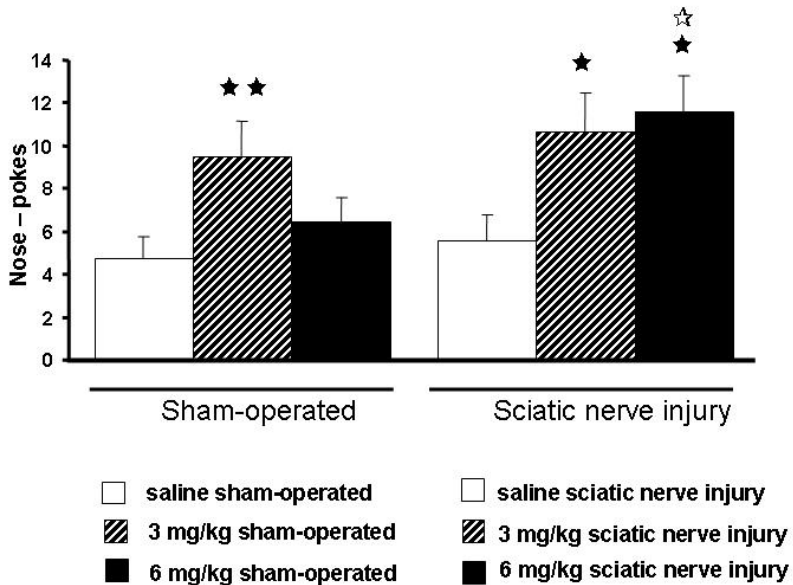 14
12
10
8
6
4
2
0
Nose – pokes
Sham-operated
Sciatic nerve injury
saline sham-operated
3 mg/kg sham-operated
6 mg/kg sham-operated
saline sciatic nerve injury
3 mg/kg sciatic nerve injury
6 mg/kg sciatic nerve injury